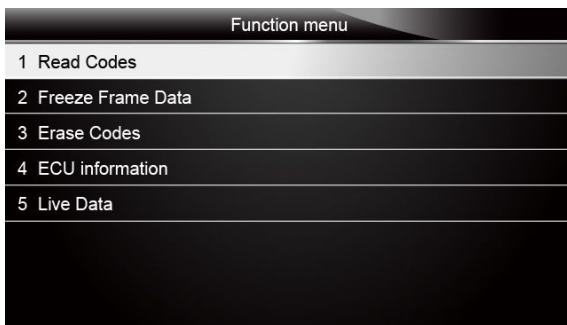 Function menu
1 Read Codes
2 Freeze Frame Data
3 Erase Codes
4 ECU information
5 Live Data